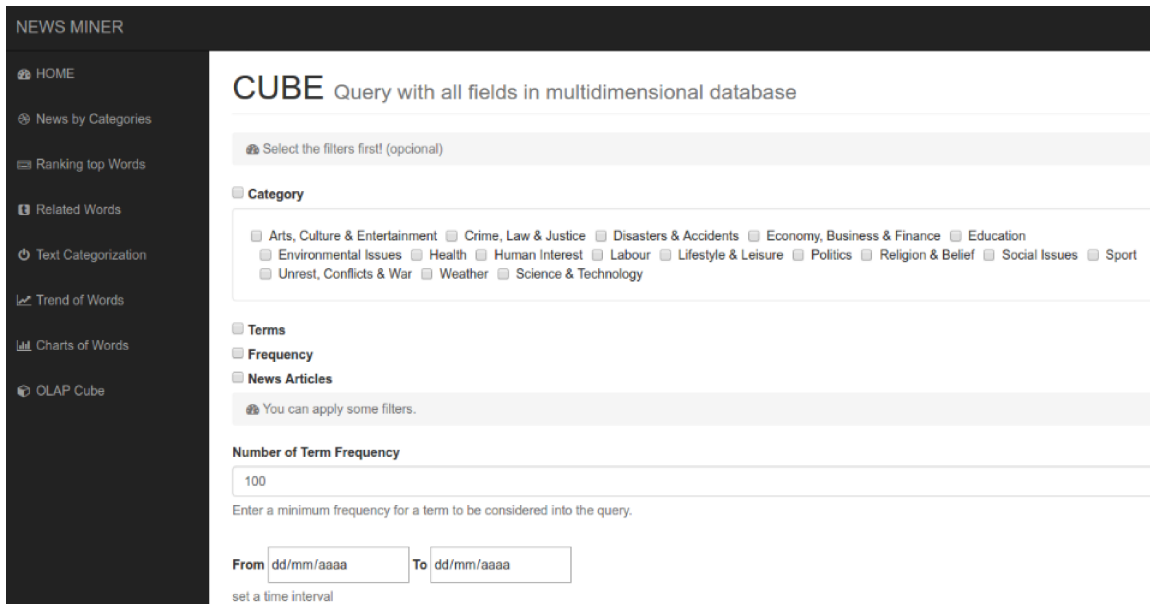 NEWS MINER
HOME
News by Categories
Ranking top Words
Related Words
Text Categorization
Trend of Words
Charts of Words
OLAP Cube
CUBE Query with all fields in multidimensional database
Select the filters first! (opcional)
Category
Arts, Culture & Entertainment Crime, Law & Justice Disasters & Accidents Economy, Business & Finance Education
Environmental Issues Health Human Interest Labour Lifestyle & Leisure Politics Religion & Belief Social Issues Sport
Unrest, Conflicts & War Weather Science & Technology
Terms
Frequency
News Articles
You can apply some filters.
Number of Term Frequency
100
Enter a minimum frequency for a term to be considered into the query.
From dd/mm/aaaa To dd/mm/aaaa
set a time interval